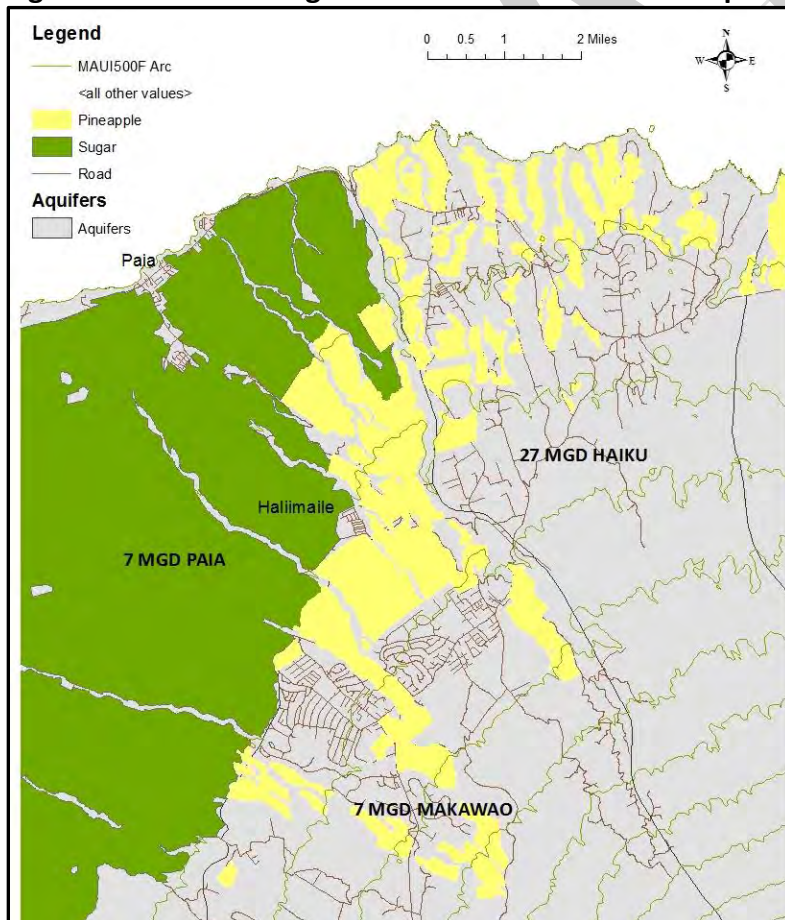 Legend
MAUI500F Arc
<all other values>
Pineapple
Sugar
Road
Aquifers
Aquifers
0 0.5 1 2 Miles
N
W E
S
Paia
27 MGD HAIKU
Haliimaile
7 MGD PAIA
7 MGD MAKAWAO